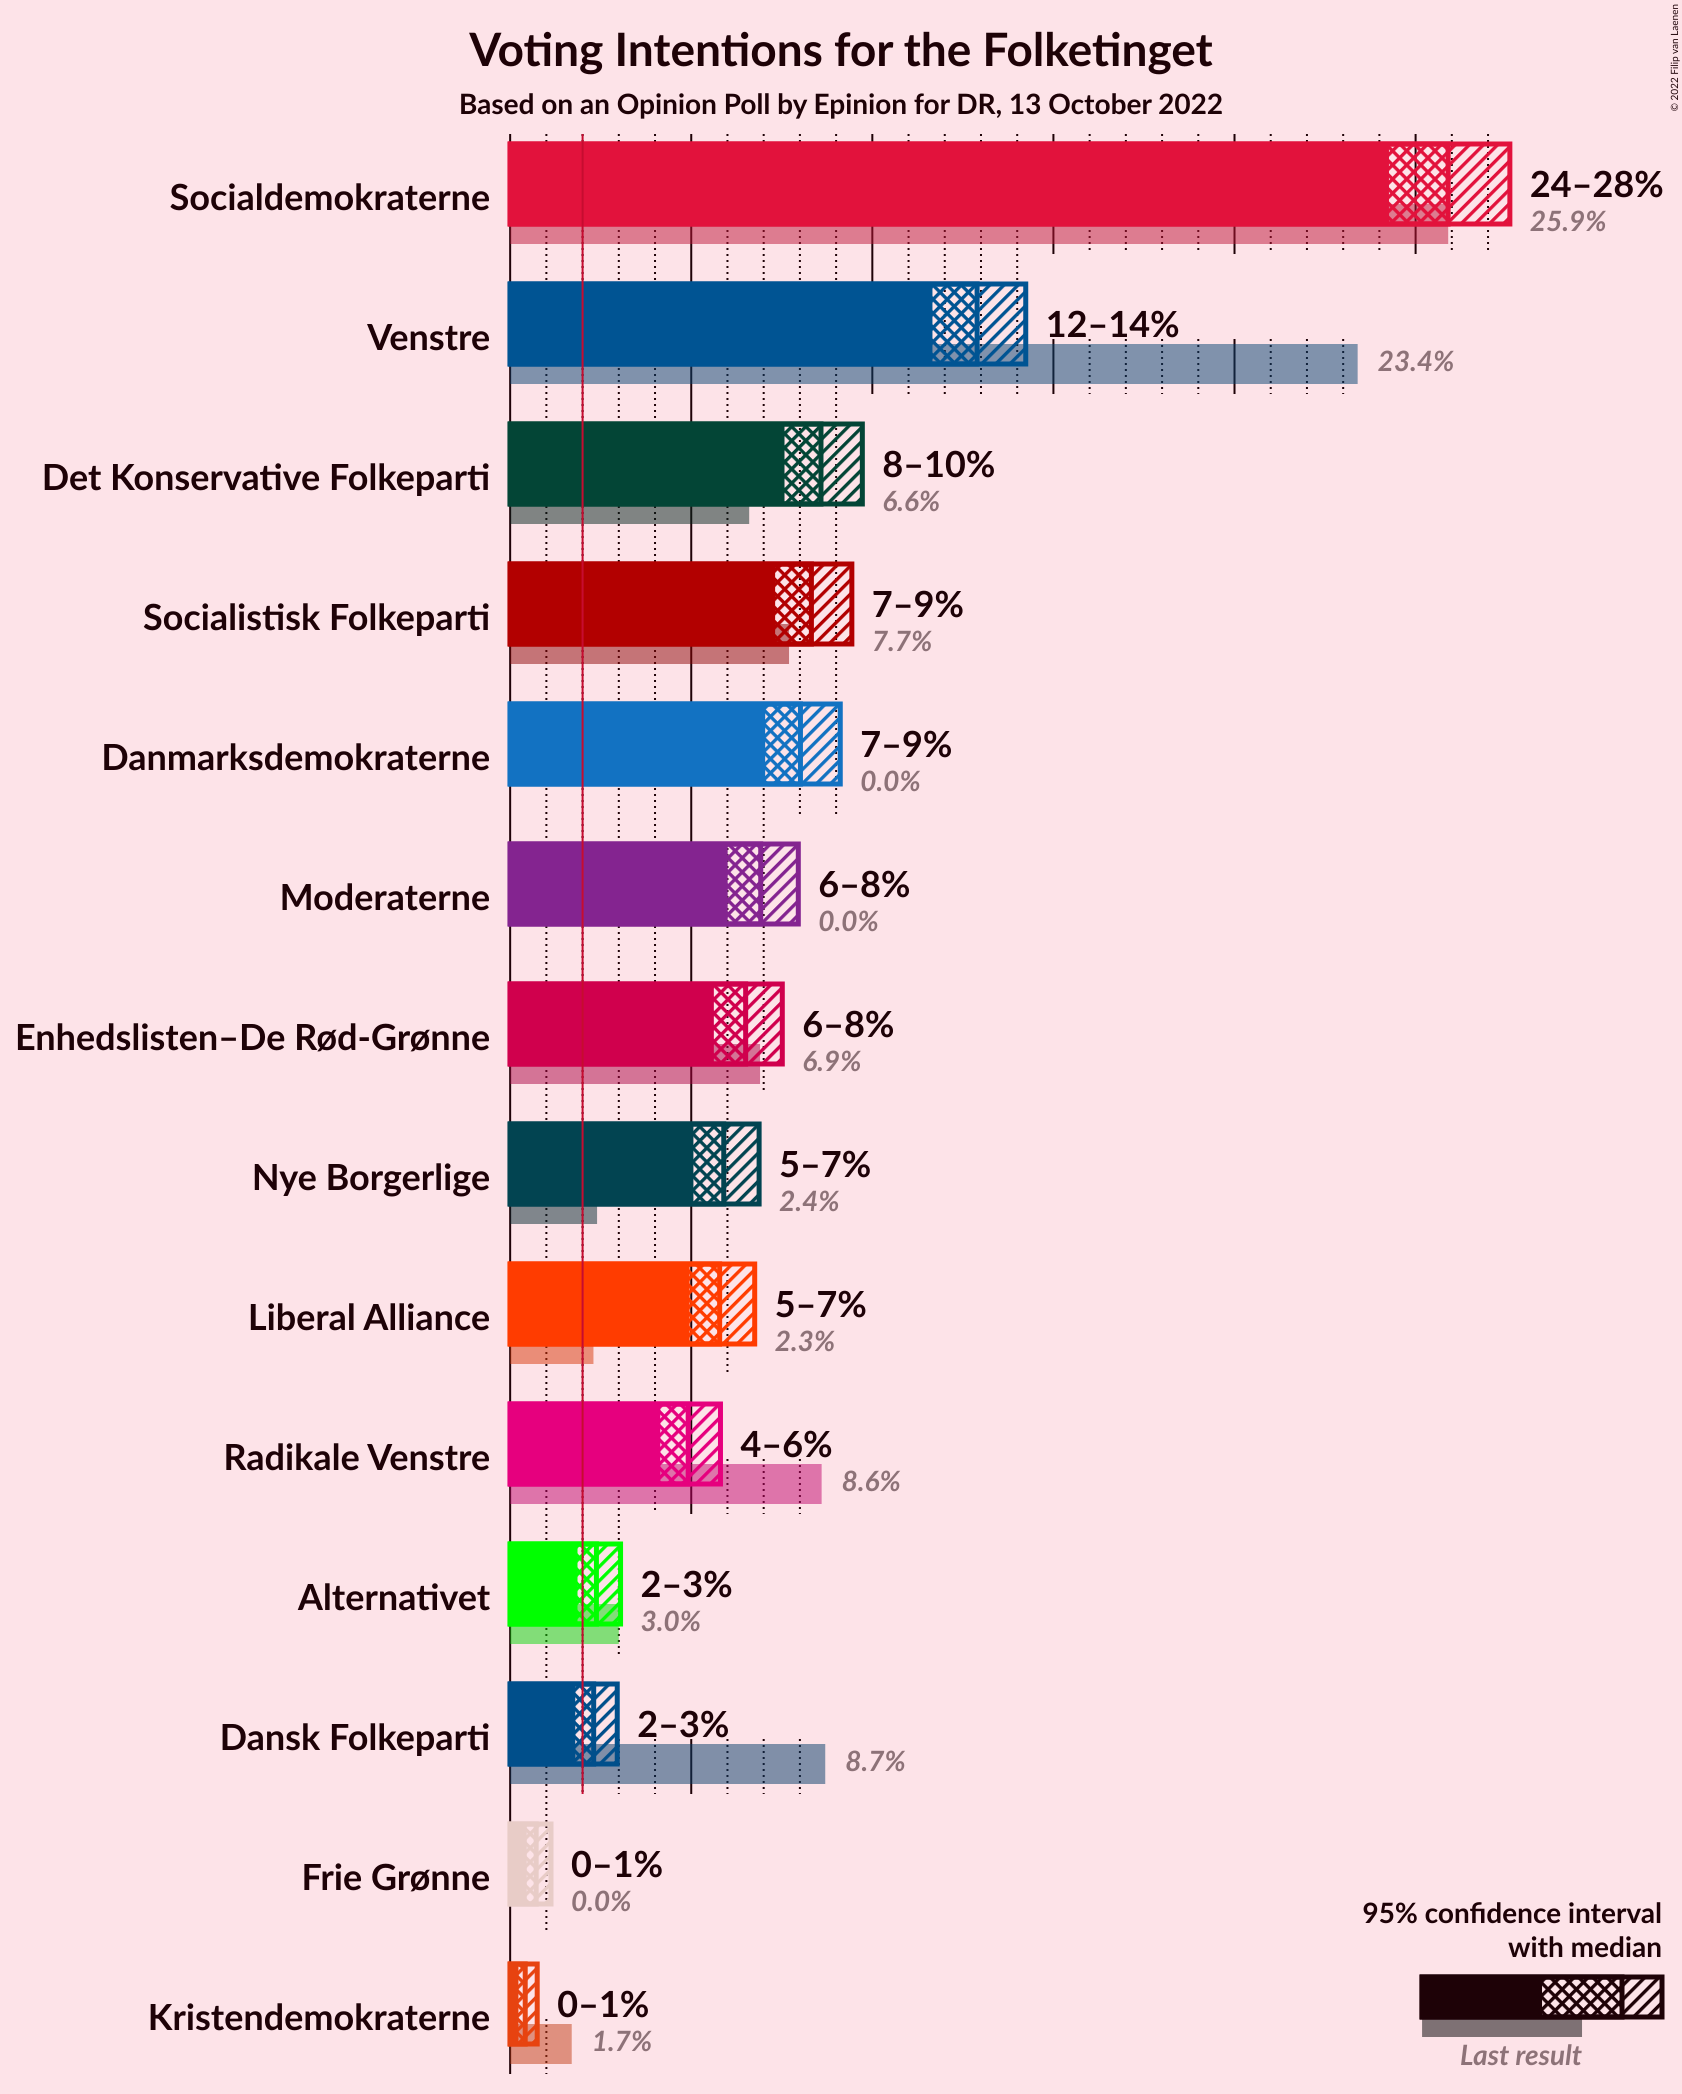 Voting Intentions for the Folketinget
Based on an Opinion Poll by Epinion for DR, 13 October 2022
© 2022 Filip van Laenen
Socialdemokraterne
24–28%
25.9%
Venstre
12–14%
23.4%
Det Konservative Folkeparti
8–10%
6.6%
Socialistisk Folkeparti
7–9%
7.7%
Danmarksdemokraterne
7–9%
0.0%
Moderaterne
6–8%
0.0%
Enhedslisten–De Rød-Grønne
6–8%
6.9%
Nye Borgerlige
5–7%
2.4%
Liberal Alliance
5–7%
2.3%
Radikale Venstre
4–6%
8.6%
Alternativet
2–3%
3.0%
Dansk Folkeparti
2–3%
8.7%
Frie Grønne
0–1%
0.0%
Kristendemokraterne
0–1%
1.7%
95% confidence interval
with median
Last result